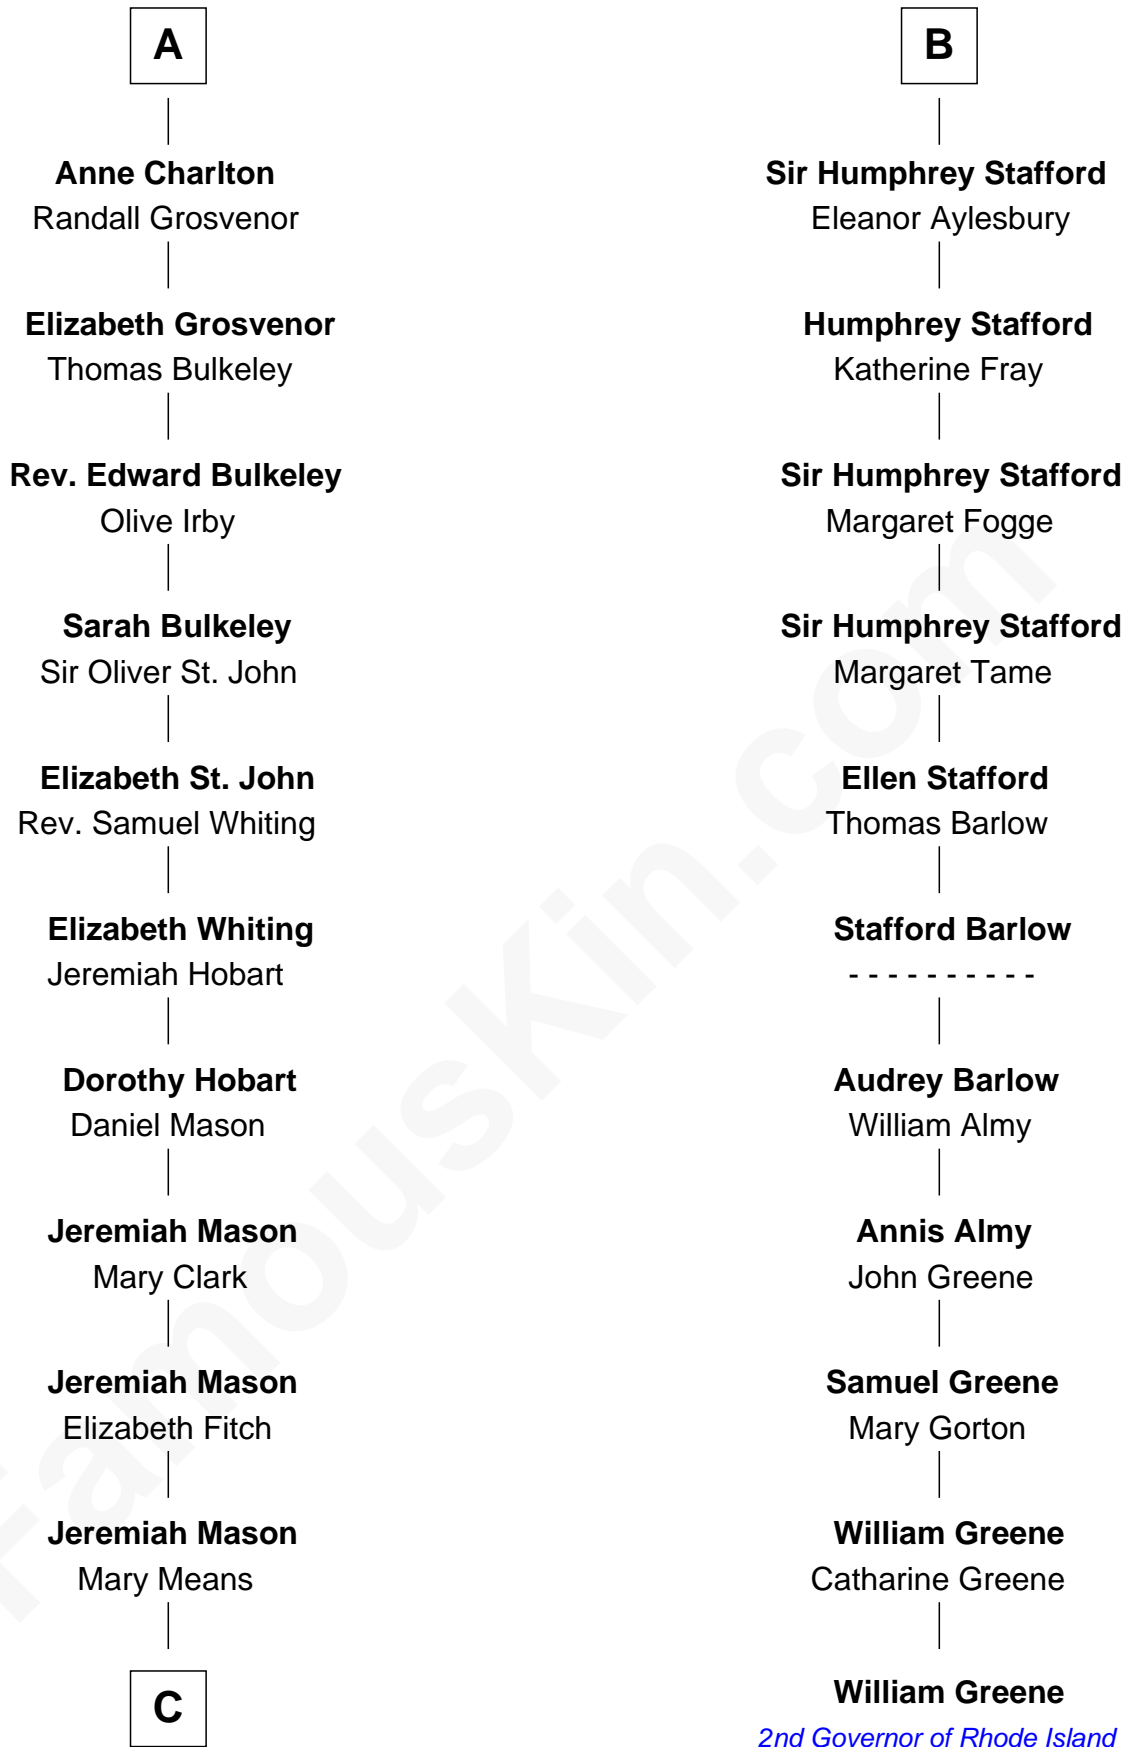 A
Anne Charlton
Randall Grosvenor
Elizabeth Grosvenor
Thomas Bulkeley
Rev. Edward Bulkeley
Olive Irby
Sarah Bulkeley
Sir Oliver St. John
Elizabeth St. John
Rev. Samuel Whiting
Elizabeth Whiting
Jeremiah Hobart
Dorothy Hobart
Daniel Mason
Jeremiah Mason
Mary Clark
Jeremiah Mason
Elizabeth Fitch
Jeremiah Mason
Mary Means
C
B
Sir Humphrey Stafford
Eleanor Aylesbury
Humphrey Stafford
Katherine Fray
Sir Humphrey Stafford
Margaret Fogge
Sir Humphrey Stafford
Margaret Tame
Ellen Stafford
Thomas Barlow
Stafford Barlow
- - - - - - - - - -
Audrey Barlow
William Almy
Annis Almy
John Greene
Samuel Greene
Mary Gorton
William Greene
Catharine Greene
William Greene
2nd Governor of Rhode Island
FamousKin.com